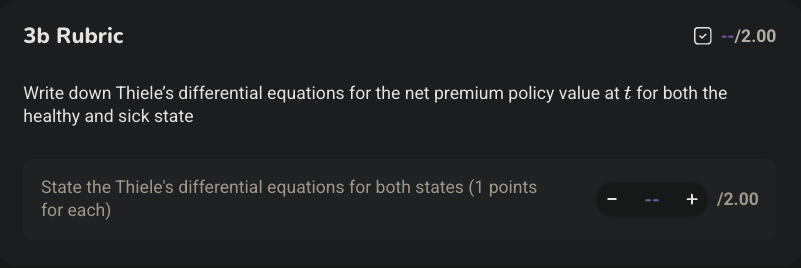 3b Rubric
--/2.00
Write down Thiele’s differential equations for the net premium policy value at t for both the
healthy and sick state
State the Thiele's differential equations for both states (1 points
for each)
− -- + /2.00